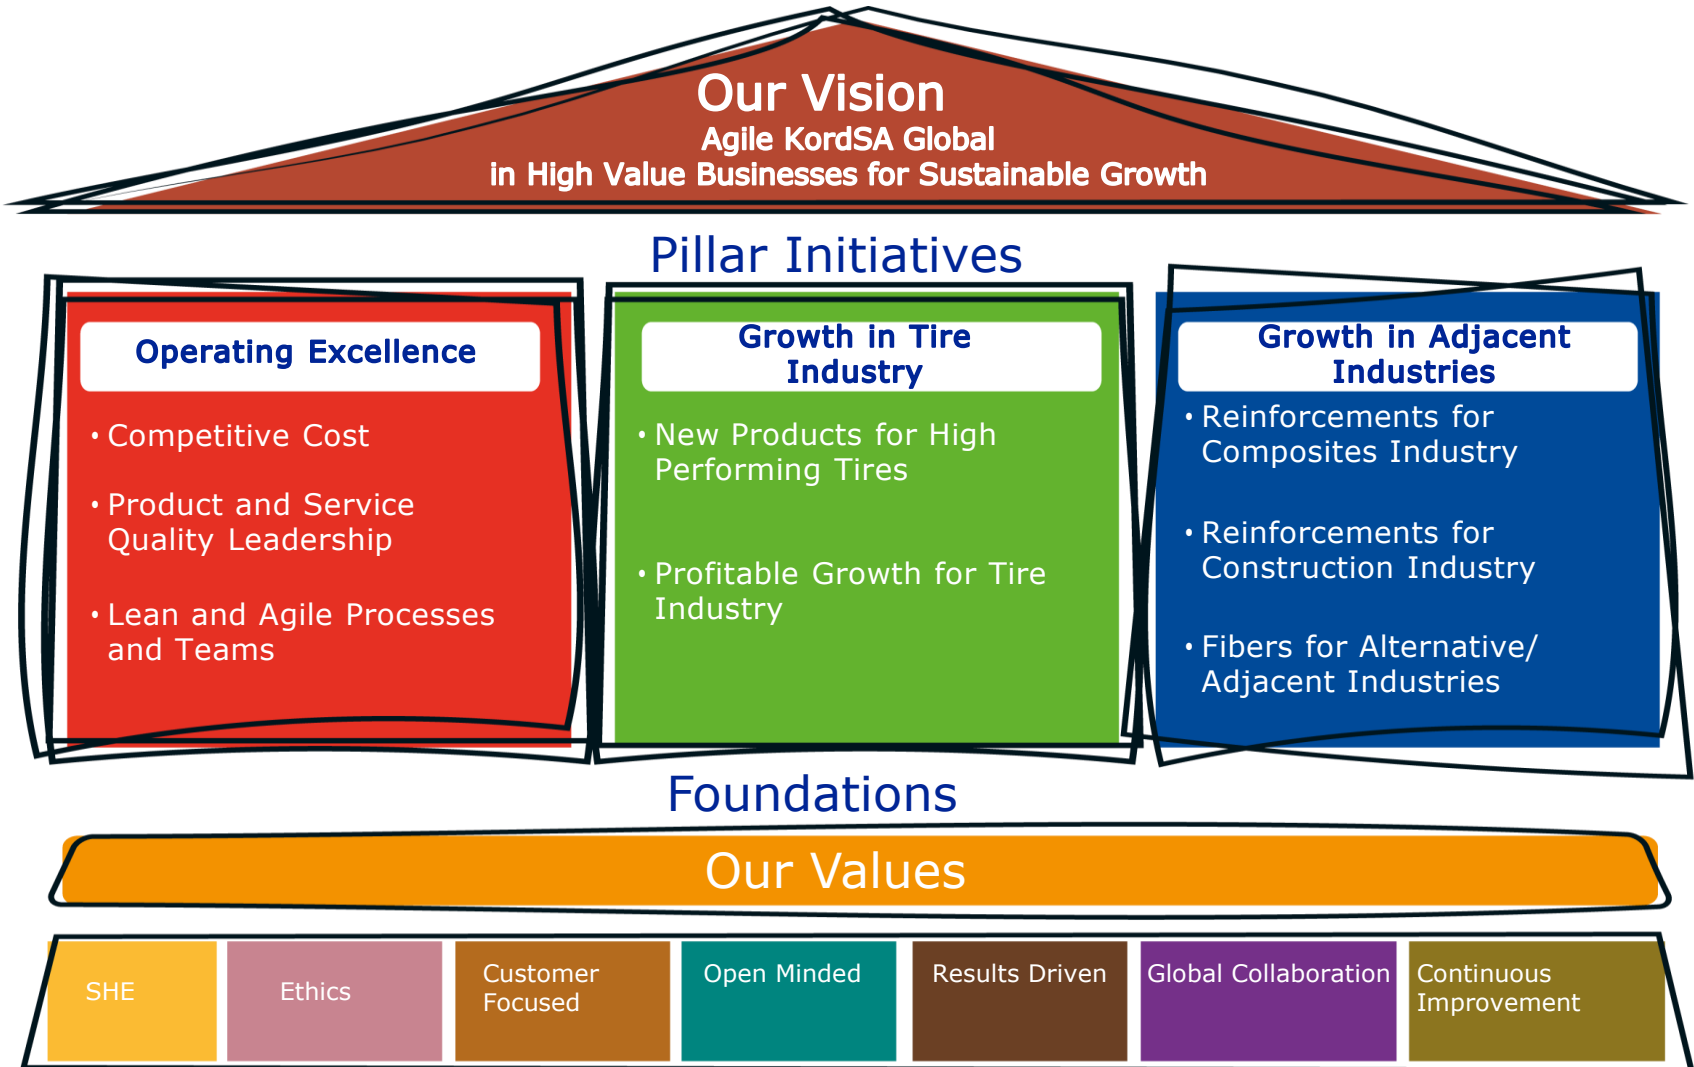 Our Vision
Agile KordSA Global
in High Value Businesses for Sustainable Growth
Pillar Initiatives
Operating Excellence
• Competitive Cost
• Product and Service
Quality Leadership
• Lean and Agile Processes
and Teams
Growth in Tire
Industry
• New Products for High
Performing Tires
• Profitable Growth for Tire
Industry
Growth in Adjacent
Industries
• Reinforcements for
Composites Industry
• Reinforcements for
Construction Industry
• Fibers for Alternative/
Adjacent Industries
Foundations
Our Values
SHE
Ethics
Customer
Focused
Open Minded
Results Driven
Global Collaboration
Continuous
Improvement